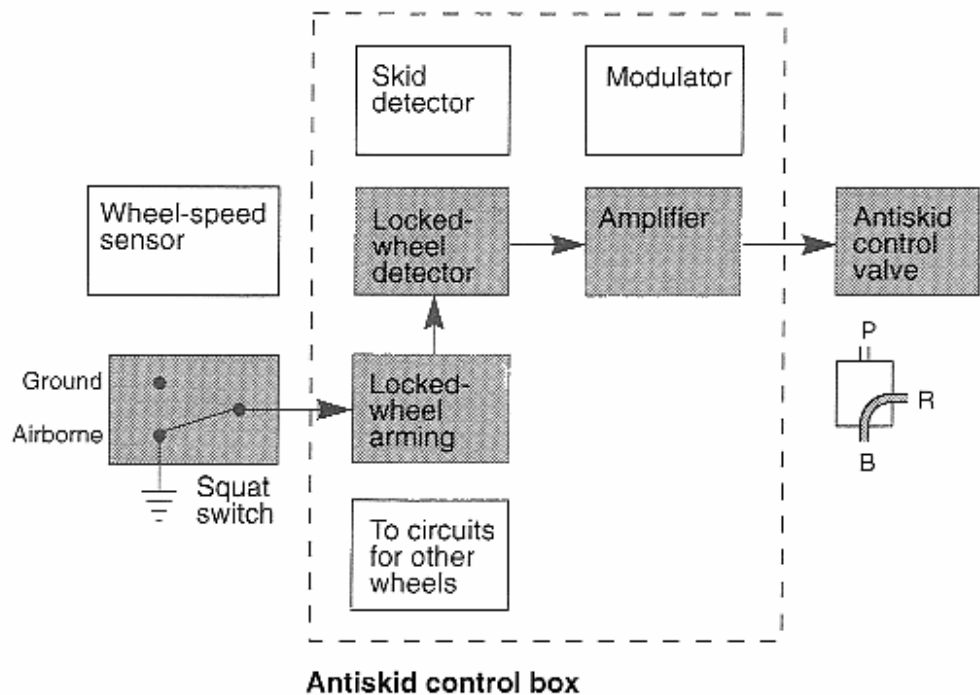 Skid
detector
Modulator
Wheel-speed
sensor
Locked-
wheel
detector
Amplifier
Antiskid
control
valve
Ground
Airborne
Squat
switch
Locked-
wheel
arming
P
R
B
To circuits
for other
wheels
Antiskid control box